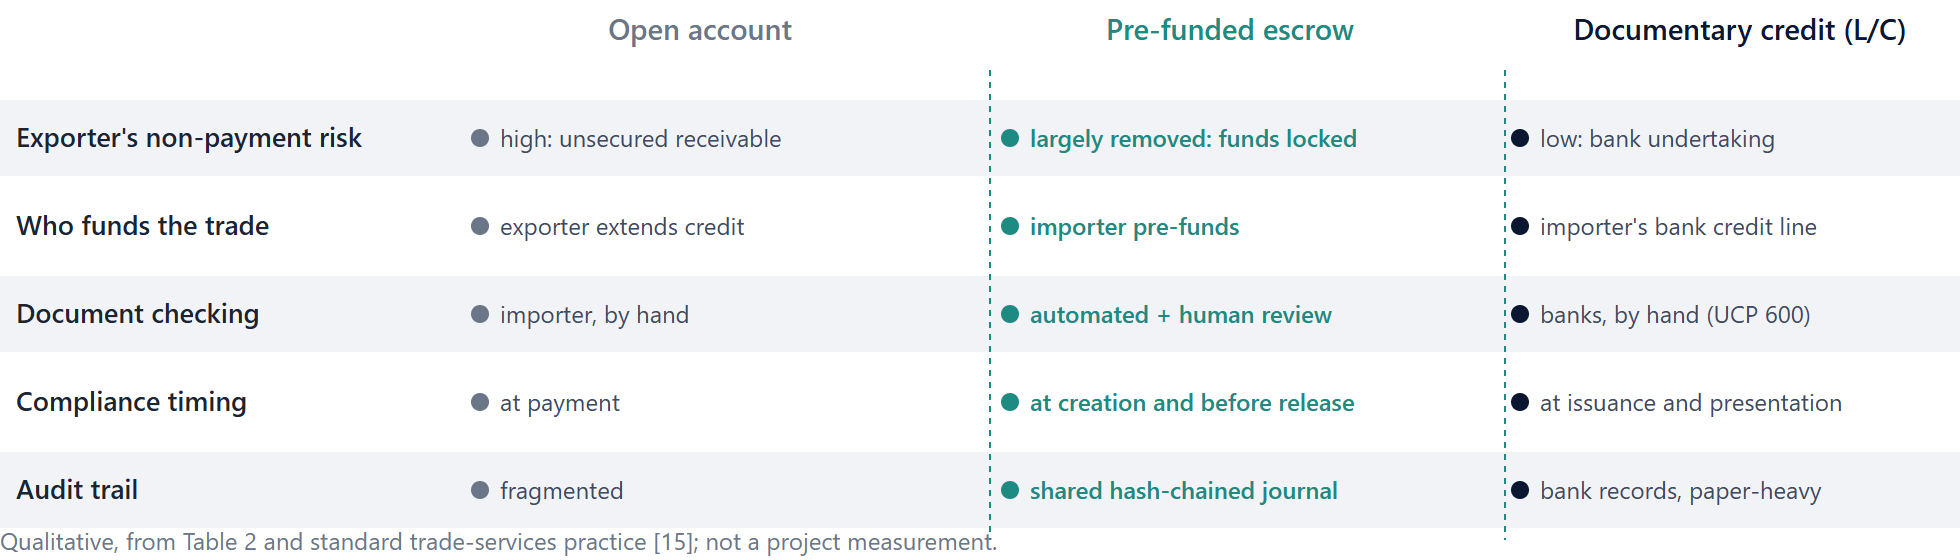 Open account Pre-funded escrow Documentary credit (L/C)
Exporter's non-payment risk high: unsecured receivable largely removed: funds locked low: bank undertaking
Who funds the trade exporter extends credit importer pre-funds importer's bank credit line
Document checking importer, by hand automated + human review banks, by hand (UCP 600)
Compliance timing at payment at creation and before release at issuance and presentation
Audit trail fragmented shared hash-chained journal bank records, paper-heavy
Qualitative, from Table 2 and standard trade-services practice [15]; not a project measurement.